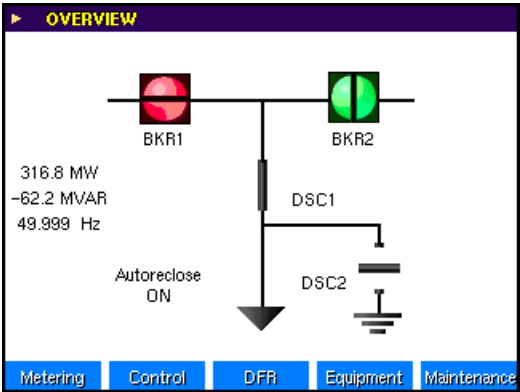 OVERVIEW
BKR1
BKR2
316.8 MW
-62.2 MVAR
49.999 Hz
DSC1
Autoreclose
ON
DSC2
Metering
Control
DFR
Equipment
Maintenance